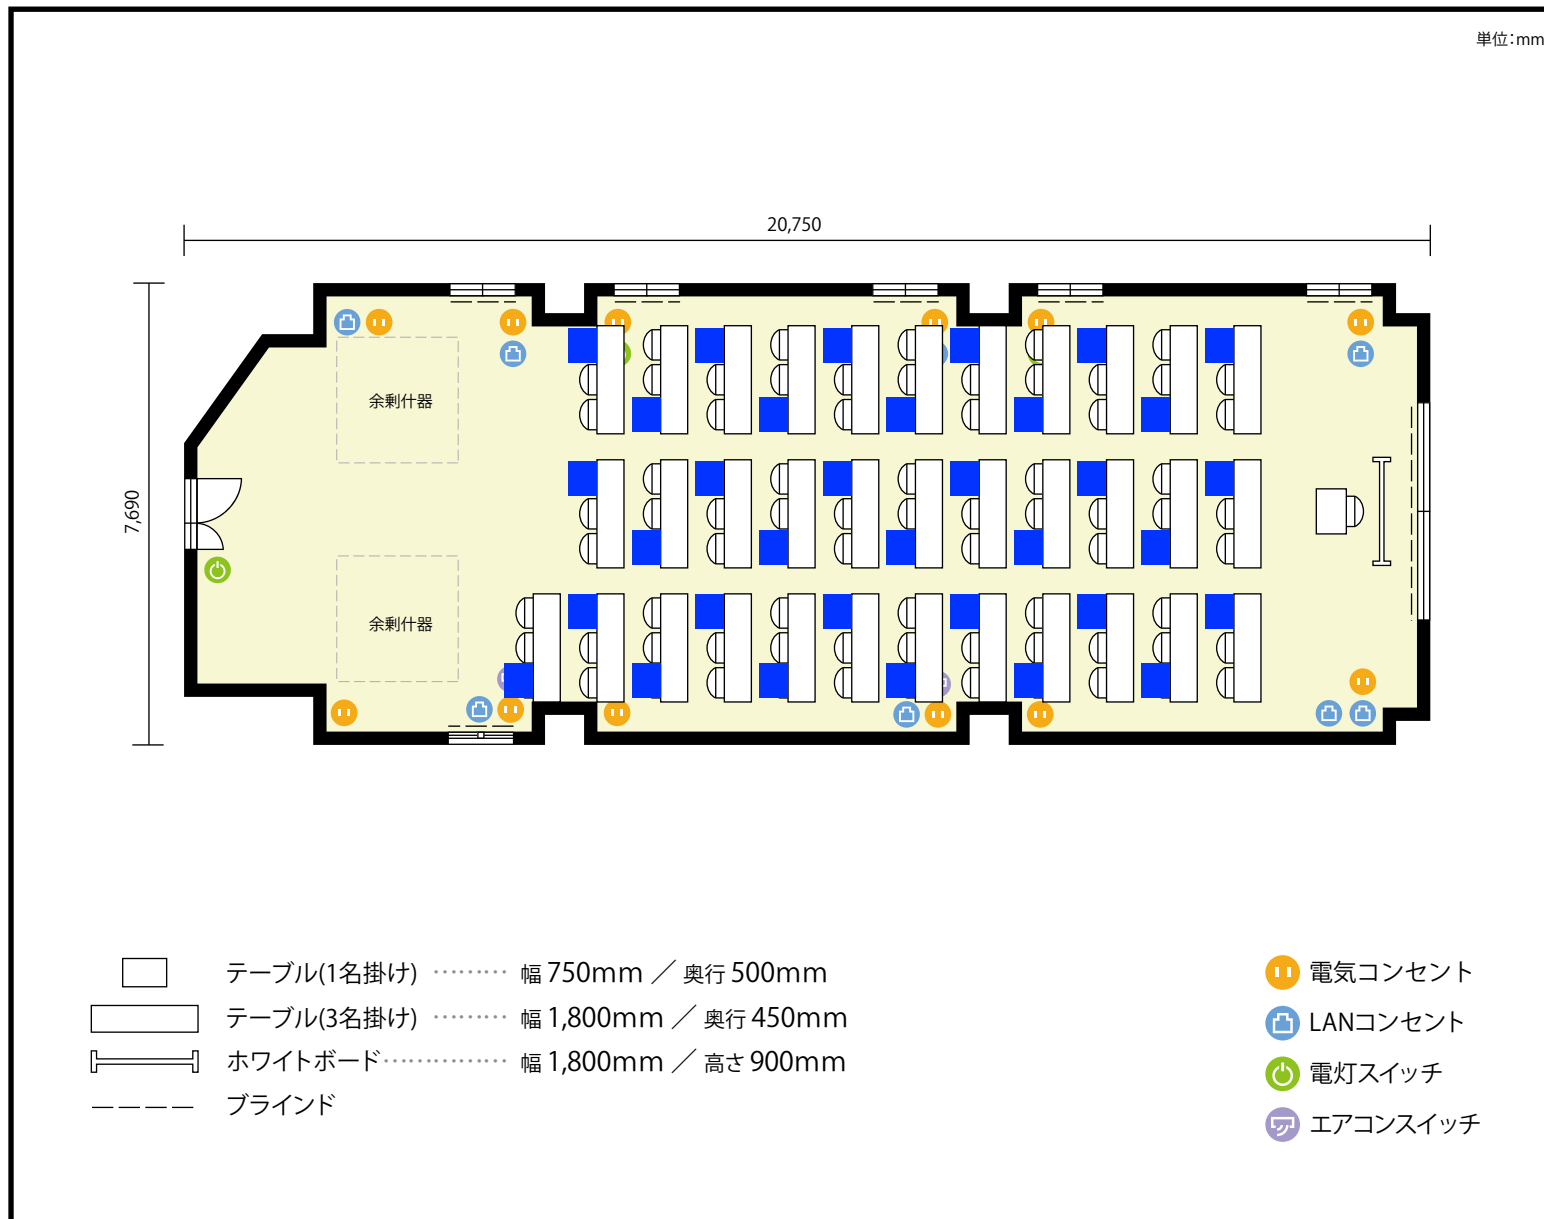 単位：mm
20,750
7,690
余剰什器
余剰什器
テーブル(1名掛け) ‥‥‥‥‥ 幅 750mm ／ 奥行 500mm
テーブル(3名掛け) ‥‥‥‥‥ 幅 1,800mm ／ 奥行 450mm
ホワイトボード‥‥‥‥‥‥‥‥ 幅 1,800mm ／ 高さ 900mm
ブラインド
電気コンセント
LANコンセント
電灯スイッチ
エアコンスイッチ